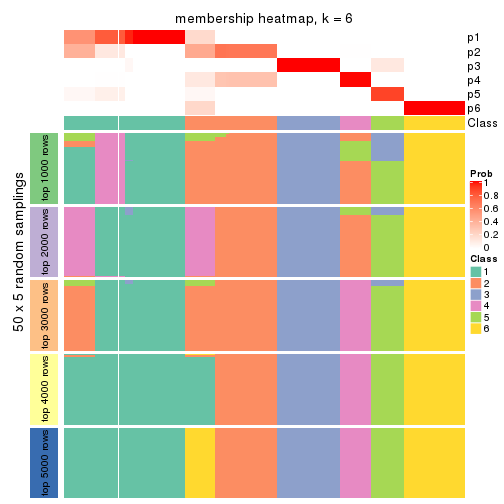 membership heatmap, k = 6
p1
p2
p3
p4
p5
p6
Class
50 x 5 random samplings
top 1000 rows
top 2000 rows
top 3000 rows
top 4000 rows
top 5000 rows
Prob
1
0.8
0.6
0.4
0.2
0
Class
1
2
3
4
5
6